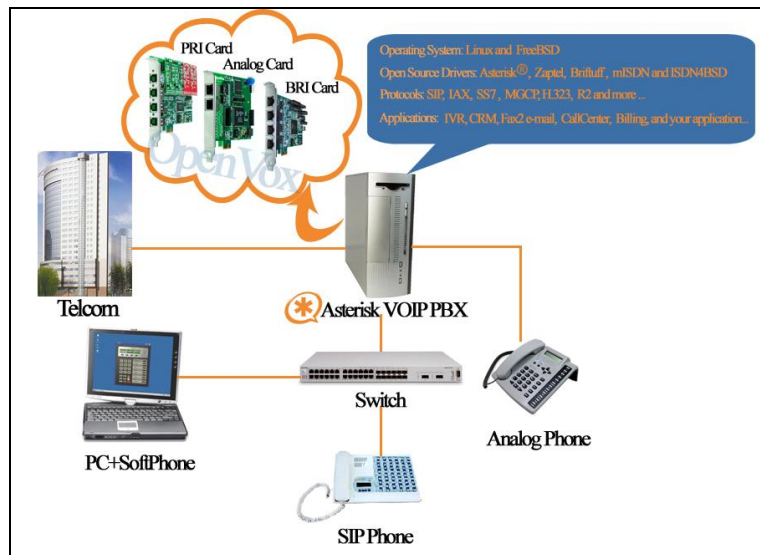 PRI Card
Analog Card
BRI Card
OpenVox
Operating System: Linux and FreeBSD
Open Source Drivers: Asterisk®, Zaptel, Brifluff, mISDN and ISDN4BSD
Protocols: SIP, IAX, SS7, MGCP, H.323, R2 and more ...
Applications: IVR, CRM, Fax2 e-mail, CallCenter, Billing, and your application...
Telcom
Asterisk VOIP PBX
Switch
Analog Phone
PC+SoftPhone
SIP Phone